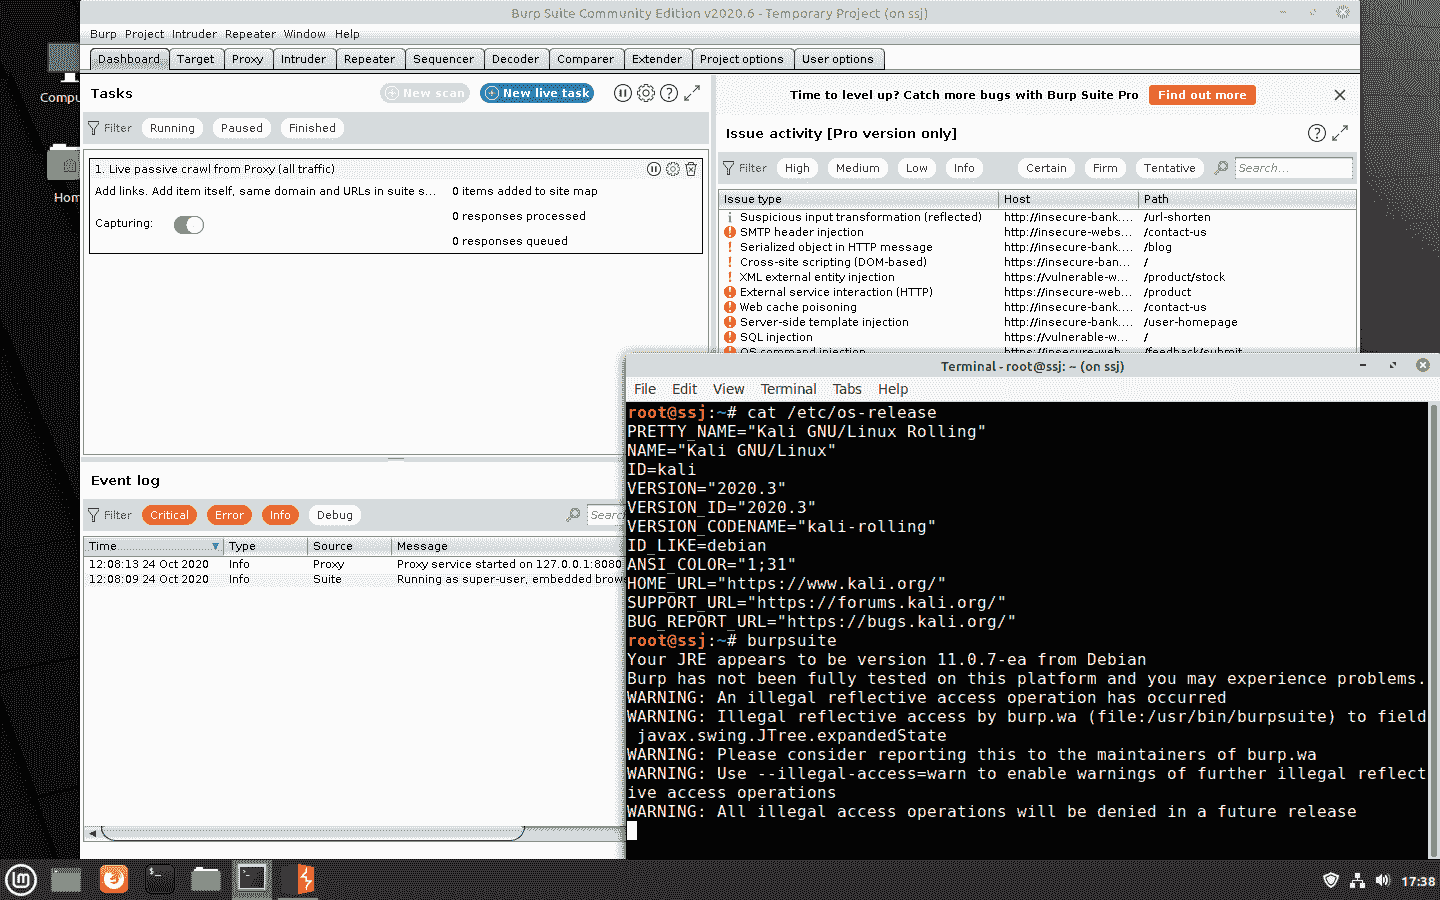 Burp Suite Community Edition v2020.6 - Temporary Project (on ssj)
Burp Project Intruder Repeater Window Help
Dashboard Target Proxy Intruder Repeater Sequencer Decoder Comparer Extender Project options User options
Tasks
New scan
New live task
Filter Running Paused Finished
1. Live passive crawl from Proxy (all traffic)
Add links. Add item itself, same domain and URLs in suite s...
0 items added to site map
Capturing:
0 responses processed
0 responses queued
Time to level up? Catch more bugs with Burp Suite Pro
Find out more
Issue activity [Pro version only]
Filter High Medium Low Info Certain Firm Tentative Search...
Issue type Host Path
Suspicious input transformation (reflected) http://insecure-bank.... /url-shorten
SMTP header injection http://insecure-webs... /contact-us
Serialized object in HTTP message http://insecure-bank.... /blog
Cross-site scripting (DOM-based) https://insecure-ban... /
XML external entity injection https://vulnerable-w... /product/stock
External service interaction (HTTP) https://insecure-web... /product
Web cache poisoning http://insecure-bank.... /contact-us
Server-side template injection http://insecure-bank.... /user-homepage
SQL injection https://vulnerable-w... /
OS command injection https://insecure-web... /feedback/submit
Event log
Filter Critical Error Info Debug Search
Time Type Source Message
12:08:13 24 Oct 2020 Info Proxy Proxy service started on 127.0.0.1:8080
12:08:09 24 Oct 2020 Info Suite Running as super-user, embedded brow
Compu
Hom
Terminal - root@ssj: ~ (on ssj)
File Edit View Terminal Tabs Help
root@ssj:~# cat /etc/os-release
PRETTY_NAME="Kali GNU/Linux Rolling"
NAME="Kali GNU/Linux"
ID=kali
VERSION="2020.3"
VERSION_ID="2020.3"
VERSION_CODENAME="kali-rolling"
ID_LIKE=debian
ANSI_COLOR="1;31"
HOME_URL="https://www.kali.org/"
SUPPORT_URL="https://forums.kali.org/"
BUG_REPORT_URL="https://bugs.kali.org/"
root@ssj:~# burpsuite
Your JRE appears to be version 11.0.7-ea from Debian
Burp has not been fully tested on this platform and you may experience problems.
WARNING: An illegal reflective access operation has occurred
WARNING: Illegal reflective access by burp.wa (file:/usr/bin/burpsuite) to field
javax.swing.JTree.expandedState
WARNING: Please consider reporting this to the maintainers of burp.wa
WARNING: Use --illegal-access=warn to enable warnings of further illegal reflect
ive access operations
WARNING: All illegal access operations will be denied in a future release
17:38